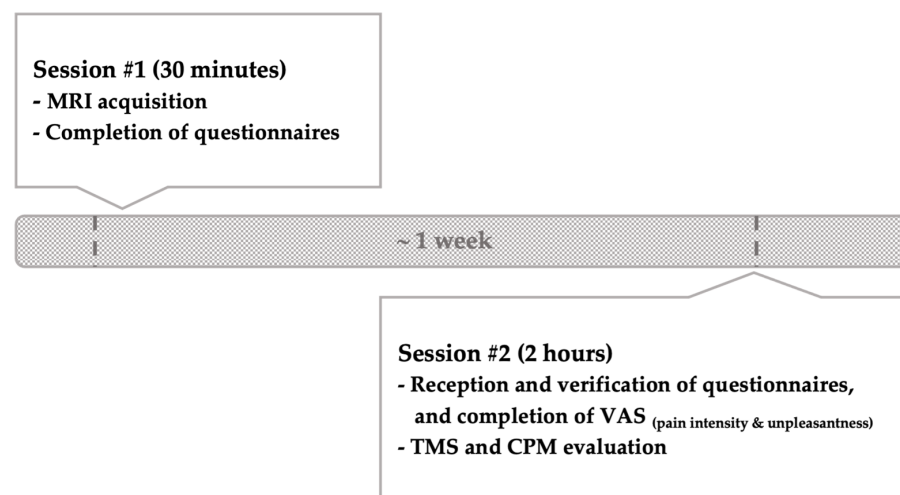 Session #1 (30 minutes)
- MRI acquisition
- Completion of questionnaires
~ 1 week
Session #2 (2 hours)
- Reception and verification of questionnaires,
and completion of VAS (pain intensity & unpleasantness)
- TMS and CPM evaluation